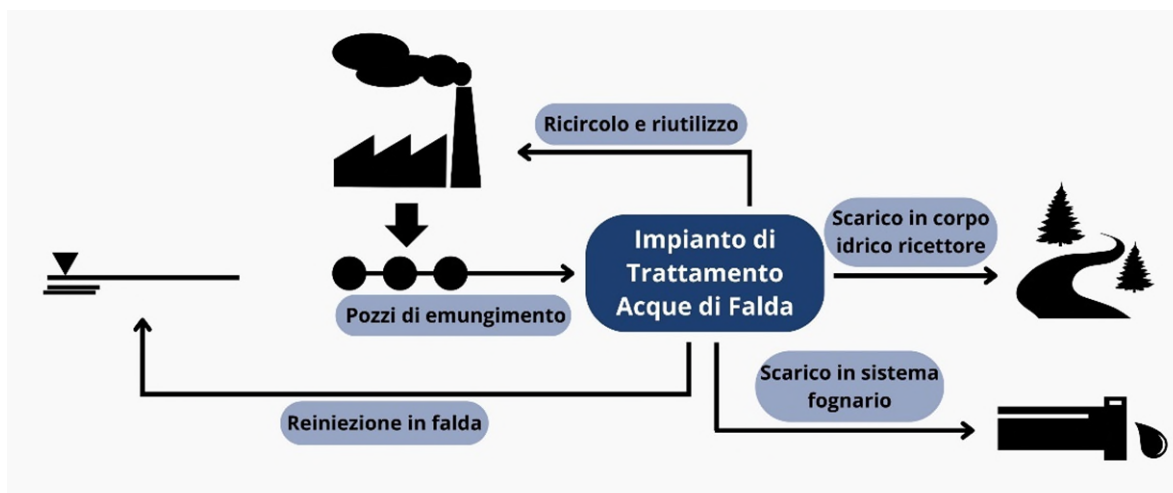 Ricircolo e riutilizzo
Scarico in corpo
idrico ricettore
Impianto di
Trattamento
Acque di Falda
Pozzi di emungimento
Scarico in sistema
fognario
Reiniezione in falda